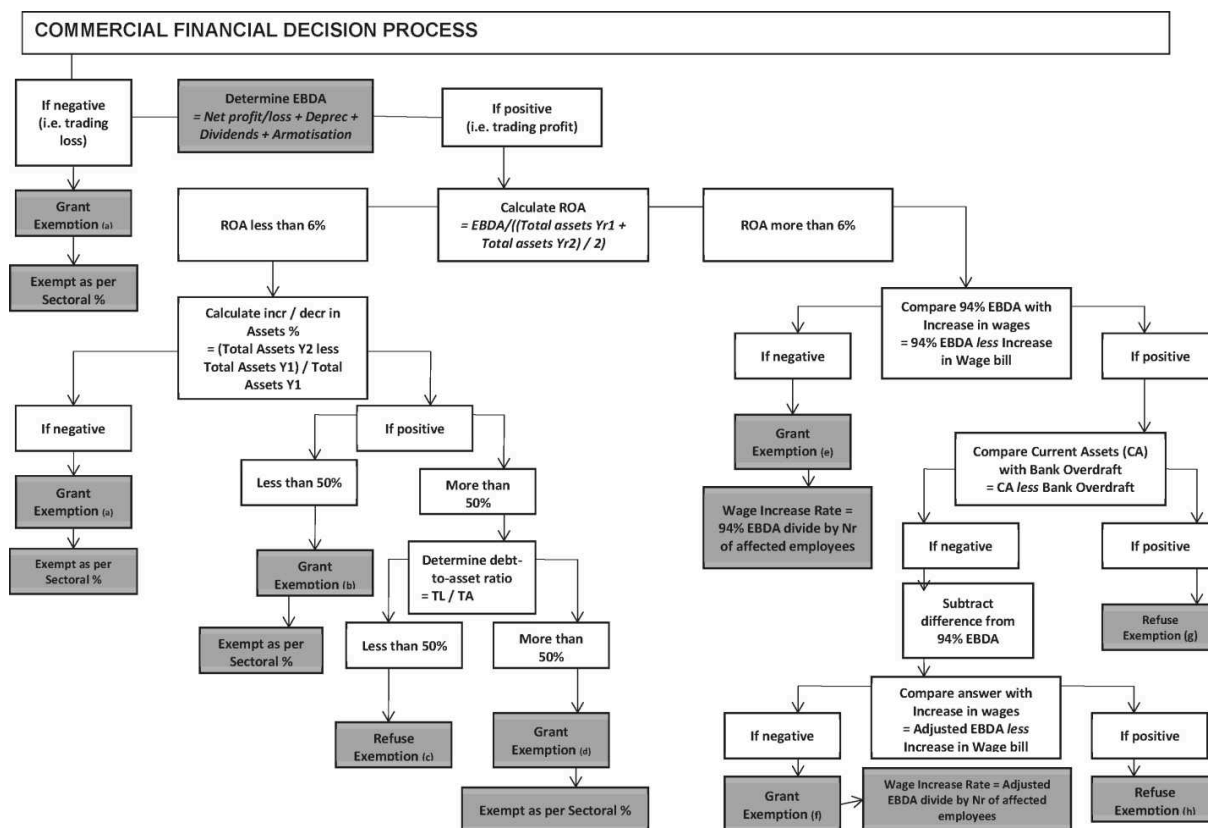 COMMERCIAL FINANCIAL DECISION PROCESS
If negative
(i.e. trading
loss)
Determine EBDA
= Net profit/loss + Deprec +
Dividends + Armotisation
If positive
(i.e. trading profit)
Grant
Exemption (a)
Exempt as per
Sectoral %
ROA less than 6%
Calculate ROA
= EBDA/((Total assets Yr1 +
Total assets Yr2) / 2)
ROA more than 6%
Calculate incr / decr in
Assets %
= (Total Assets Y2 less
Total Assets Y1) / Total
Assets Y1
If negative
Grant
Exemption (a)
Exempt as per
Sectoral %
If positive
Less than 50%
Grant
Exemption (b)
Exempt as per
Sectoral %
More than
50%
Determine debt-
to-asset ratio
= TL / TA
Less than 50%
Refuse
Exemption (c)
More than
50%
Grant
Exemption (d)
Exempt as per Sectoral %
Compare 94% EBDA with
Increase in wages
= 94% EBDA less Increase
in Wage bill
If negative
Grant
Exemption (e)
Wage Increase Rate =
94% EBDA divide by Nr
of affected employees
If positive
Compare Current Assets (CA)
with Bank Overdraft
= CA less Bank Overdraft
If negative
Subtract
difference from
94% EBDA
If positive
Refuse
Exemption (g)
Compare answer with
Increase in wages
= Adjusted EBDA less
Increase in Wage bill
If negative
Grant
Exemption (f)
Wage Increase Rate = Adjusted
EBDA divide by Nr of affected
employees
If positive
Refuse
Exemption (h)